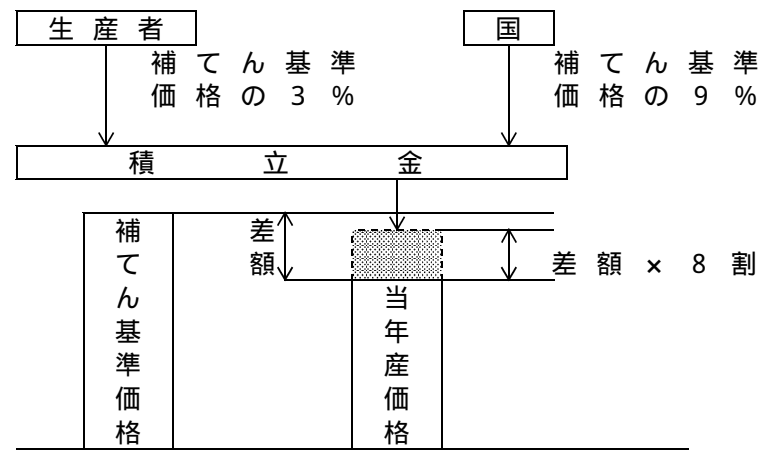 生産者
国
補てん基準
価格の3%
補てん基準
価格の9%
積立金
補てん基準価格
差額
差額×8割
当年産価格